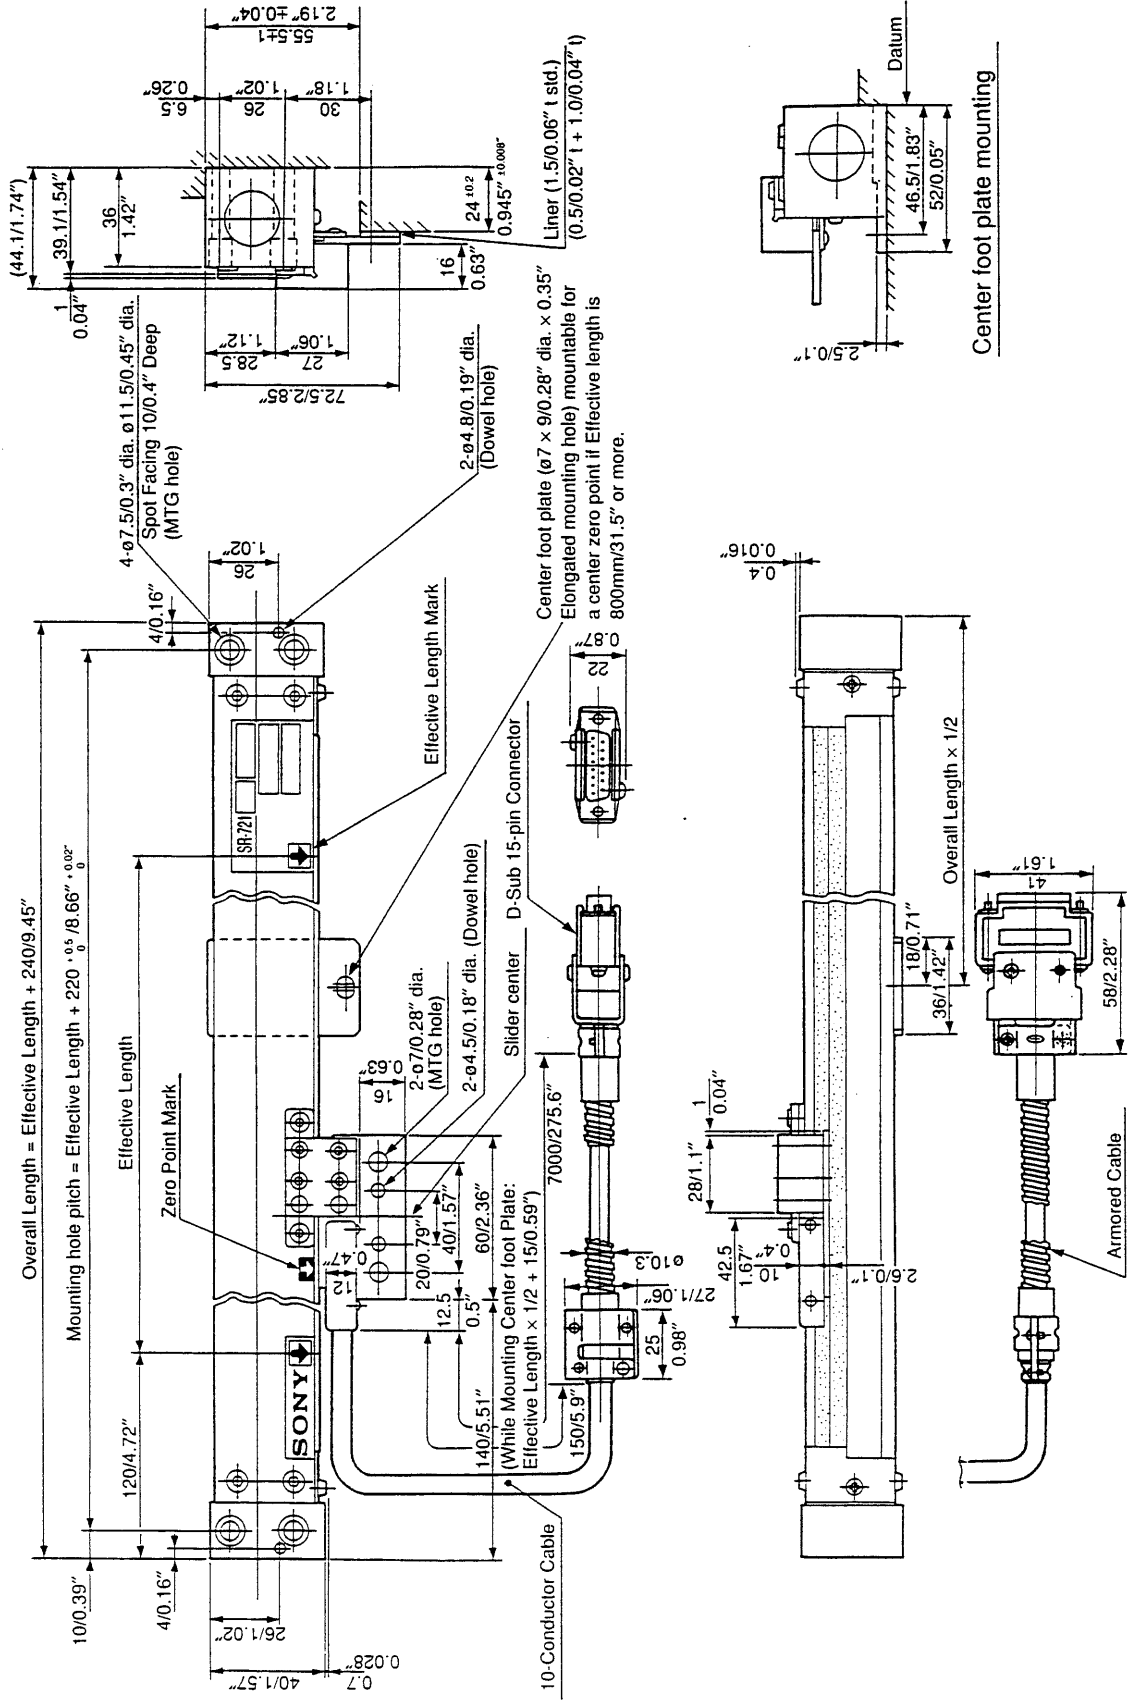 Overall Length = Effective Length + 240/9.45"
Mounting hole pitch = Effective Length + 220 +0.5 0 /8.66" +0.02" 0
10/0.39"
Effective Length
120/4.72"
4/0.16"
4/0.16"
Zero Point Mark
26/1.02"
40/1.57"
0.7
0.028"
SONY
SR-721
26
1.02"
4-ø7.5/0.3" dia. ø11.5/0.45" dia.
Spot Facing 10/0.4" Deep
(MTG hole)
2-ø4.8/0.19" dia.
(Dowel hole)
Effective Length Mark
Center foot plate (ø7 × 9/0.28" dia. × 0.35"
Elongated mounting hole) mountable for
a center zero point if Effective length is
800mm/31.5" or more.
16
0.63"
2-ø7/0.28" dia.
(MTG hole)
2-ø4.5/0.18" dia. (Dowel hole)
Slider center
D-Sub 15-pin Connector
12
0.47"
20/0.79"
40/1.57"
12.5
0.5"
60/2.36"
140/5.51"
(While Mounting Center foot Plate:
Effective Length × 1/2 + 15/0.59")
150/5.9"
7000/275.6"
ø10.3
27/1.06"
25
0.98"
22
0.87"
10-Conductor Cable
(44.1/1.74")
39.1/1.54"
36
1.42"
1
0.04"
6.5
0.26"
26
1.02"
30
1.18"
55.5±1
2.19"±0.04"
28.5
1.12"
27
1.06"
72.5/2.85"
16
0.63"
24 ±0.2
0.945" ±0.008"
Liner (1.5/0.06" t std.)
(0.5/0.02" t + 1.0/0.04" t)
0.4
0.016"
Overall Length × 1/2
18/0.71"
36/1.42"
1
0.04"
28/1.1"
42.5
1.67"
10
0.4"
2.6/0.1"
41
1.61"
58/2.28"
Armored Cable
Datum
2.5/0.1"
46.5/1.83"
52/0.05"
Center foot plate mounting